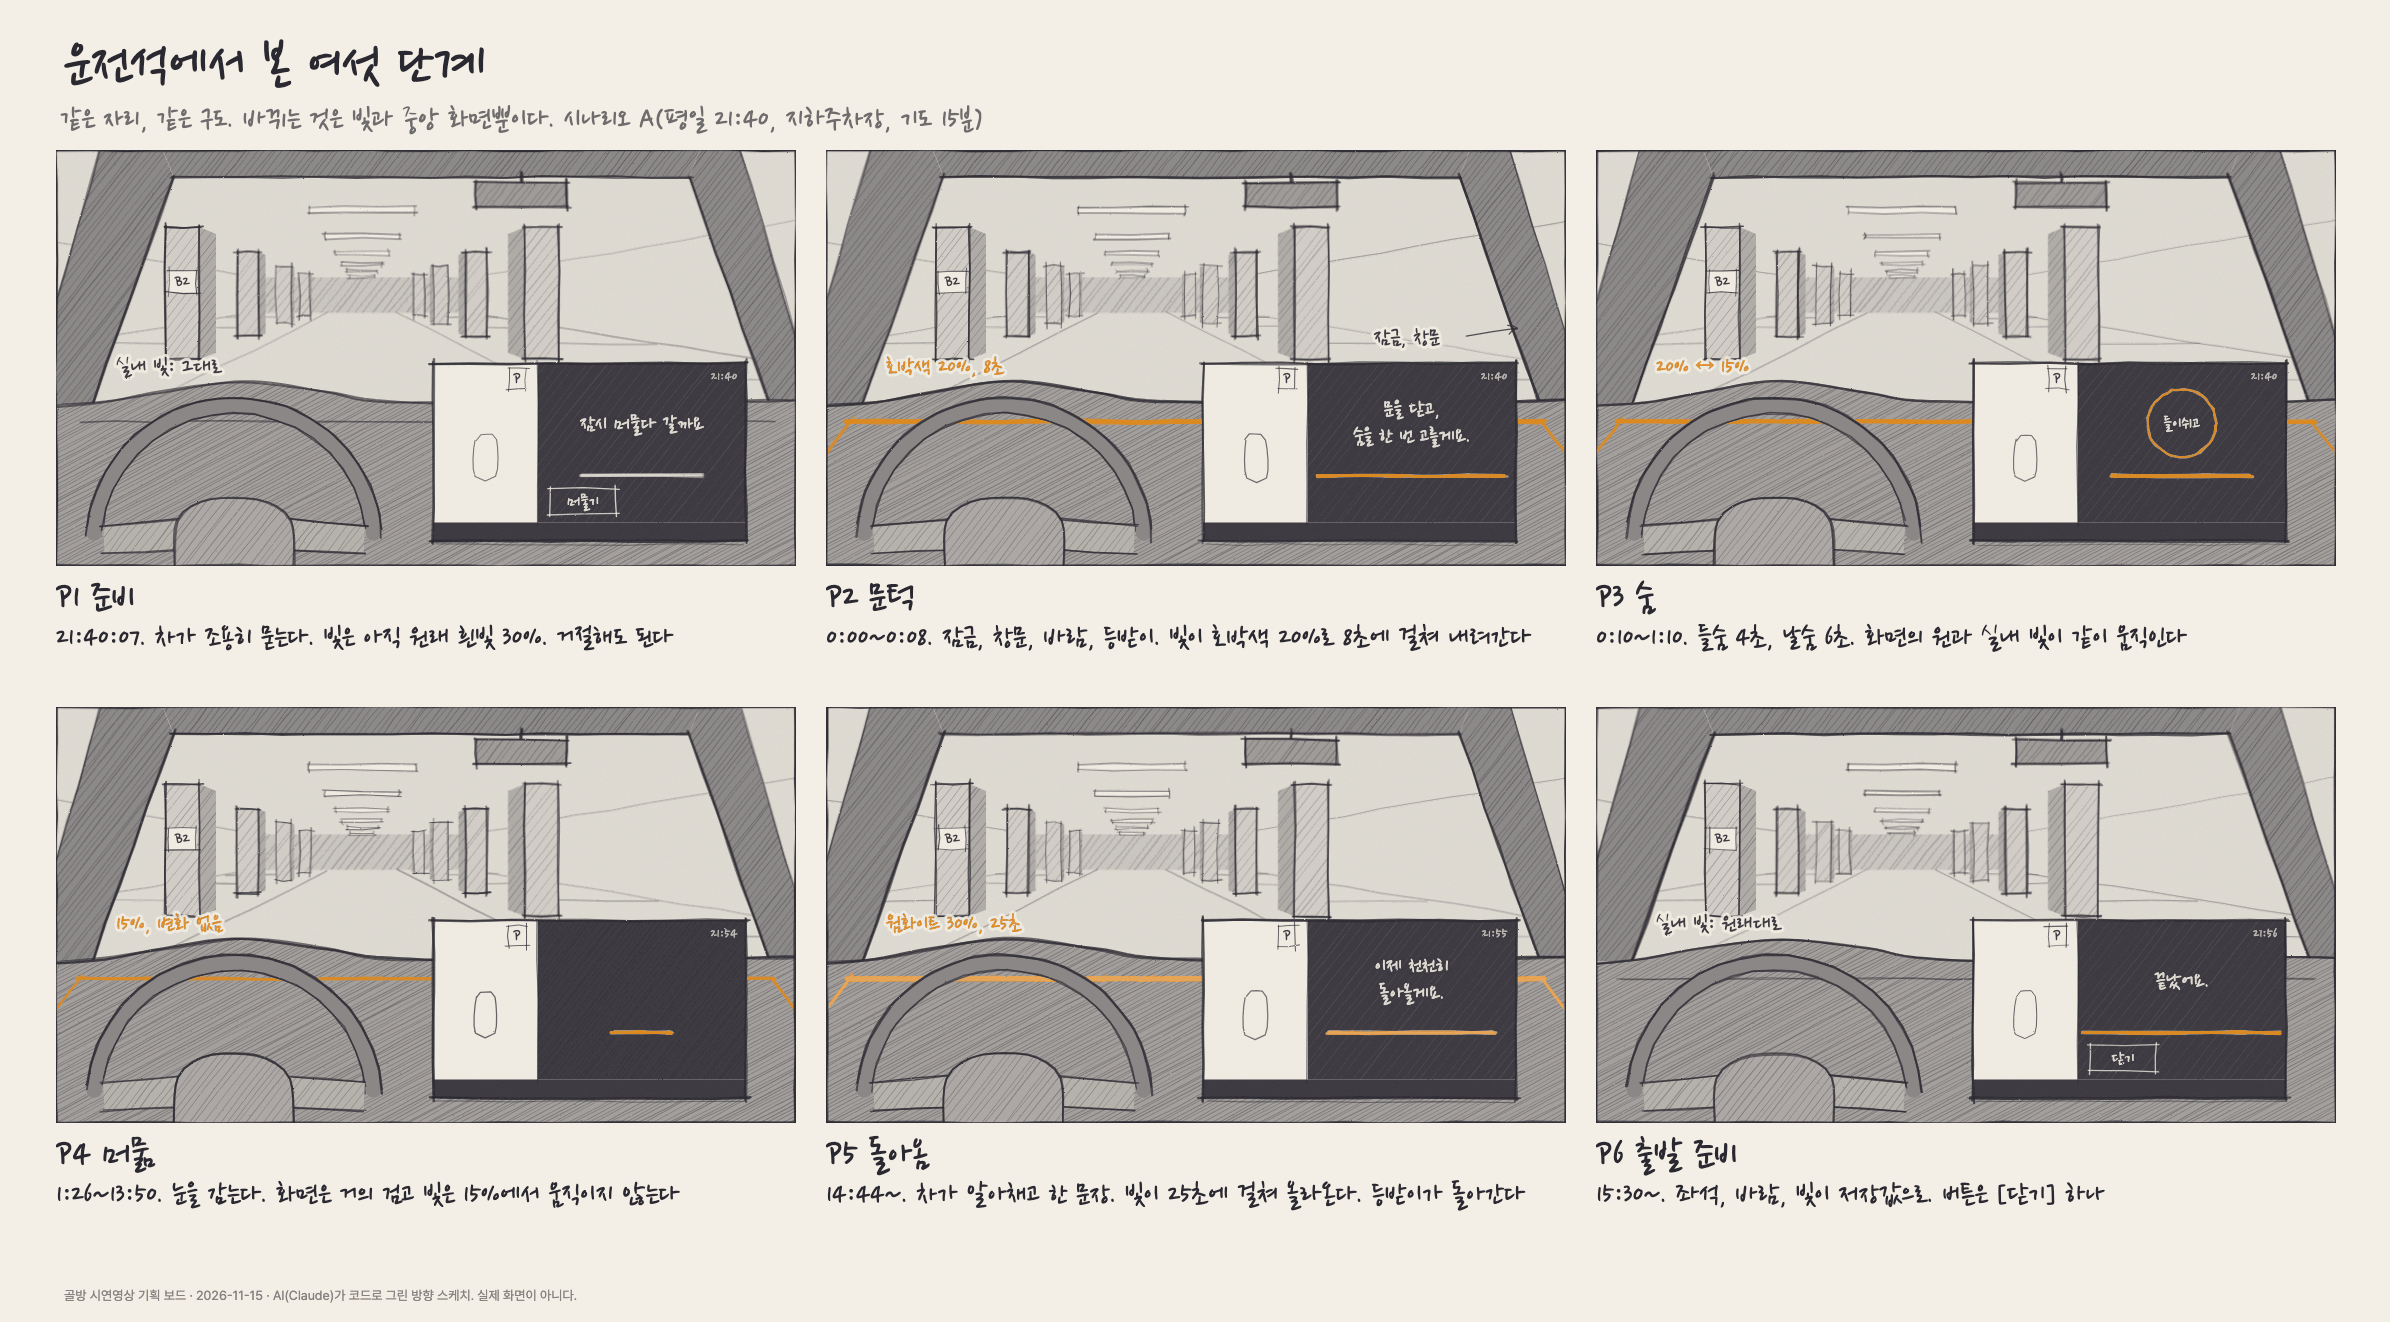 운전석에서 본 여섯 단계
같은 자리, 같은 구도. 바뀌는 것은 빛과 중앙 화면뿐이다. 시나리오 A(평일 21:40, 지하주차장, 기도 15분)
B2
실내 빛: 그대로
P
21:40
잠시 머물다 갈까요
머물기
P1 준비
21:40:07. 차가 조용히 묻는다. 빛은 아직 원래 흰빛 30%. 거절해도 된다
B2
잠금, 창문
호박색 20%, 8초
P
21:40
문을 닫고,
숨을 한 번 고를게요.
P2 문턱
0:00~0:08. 잠금, 창문, 바람, 등받이. 빛이 호박색 20%로 8초에 걸쳐 내려간다
B2
20% ↔ 15%
P
21:40
들이쉬고
P3 숨
0:10~1:10. 들숨 4초, 날숨 6초. 화면의 원과 실내 빛이 같이 움직인다
B2
15%, 변화 없음
P
21:54
P4 머묾
1:26~13:50. 눈을 감는다. 화면은 거의 검고 빛은 15%에서 움직이지 않는다
B2
웜화이트 30%, 25초
P
21:55
이제 천천히
돌아올게요.
P5 돌아옴
14:44~. 차가 알아채고 한 문장. 빛이 25초에 걸쳐 올라온다. 등받이가 돌아간다
B2
실내 빛: 원래대로
P
21:56
끝났어요.
닫기
P6 출발 준비
15:30~. 좌석, 바람, 빛이 저장값으로. 버튼은 [닫기] 하나
골방 시연영상 기획 보드 · 2026-11-15 · AI(Claude)가 코드로 그린 방향 스케치. 실제 화면이 아니다.